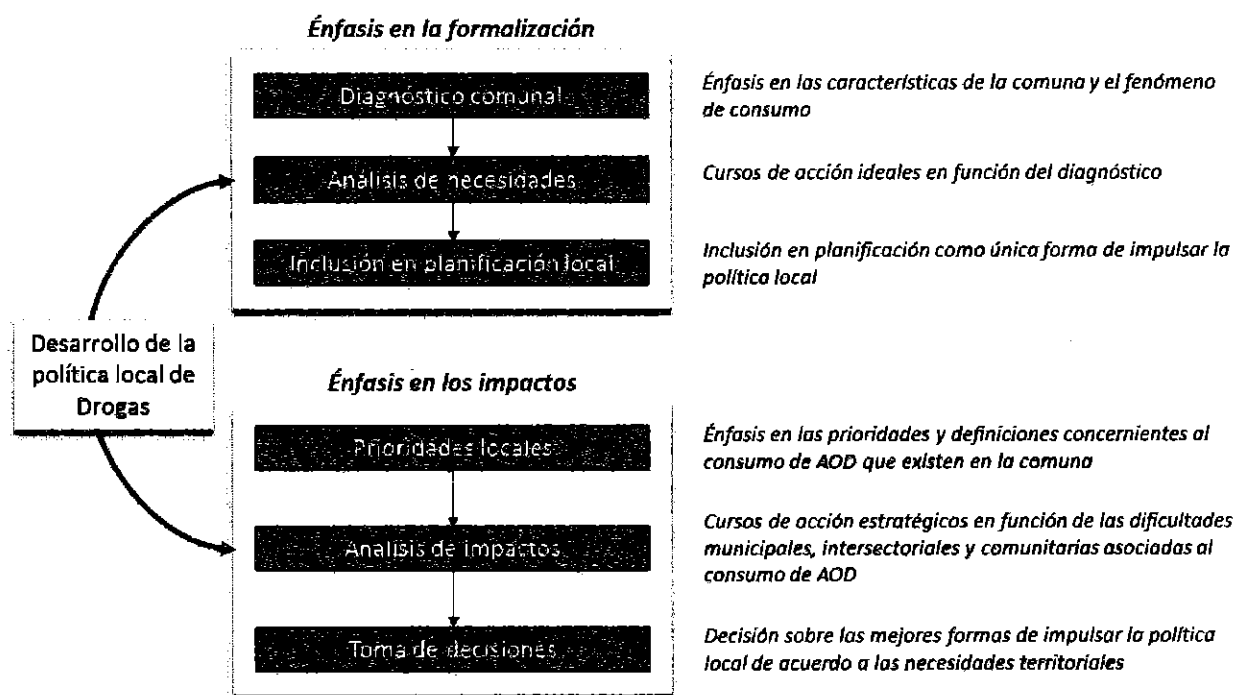 Énfasis en la formalización
Diagnóstico comunal
Énfasis en las características de la comuna y el fenómeno
de consumo
Análisis de necesidades
Cursos de acción ideales en función del diagnóstico
Inclusión en planificación local
Inclusión en planificación como única forma de impulsar la
política local
Desarrollo de la
política local de
Drogas
Énfasis en los impactos
Prioridades locales
Énfasis en las prioridades y definiciones concernientes al
consumo de AOD que existen en la comuna
Análisis de impactos
Cursos de acción estratégicos en función de las dificultades
municipales, intersectoriales y comunitarias asociadas al
consumo de AOD
Toma de decisiones
Decisión sobre las mejores formas de impulsar la política
local de acuerdo a las necesidades territoriales